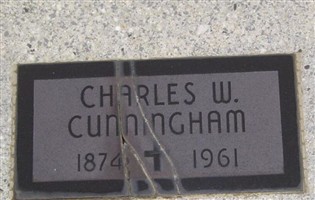 CHARLES W.
CUNNINGHAM
1874 1961